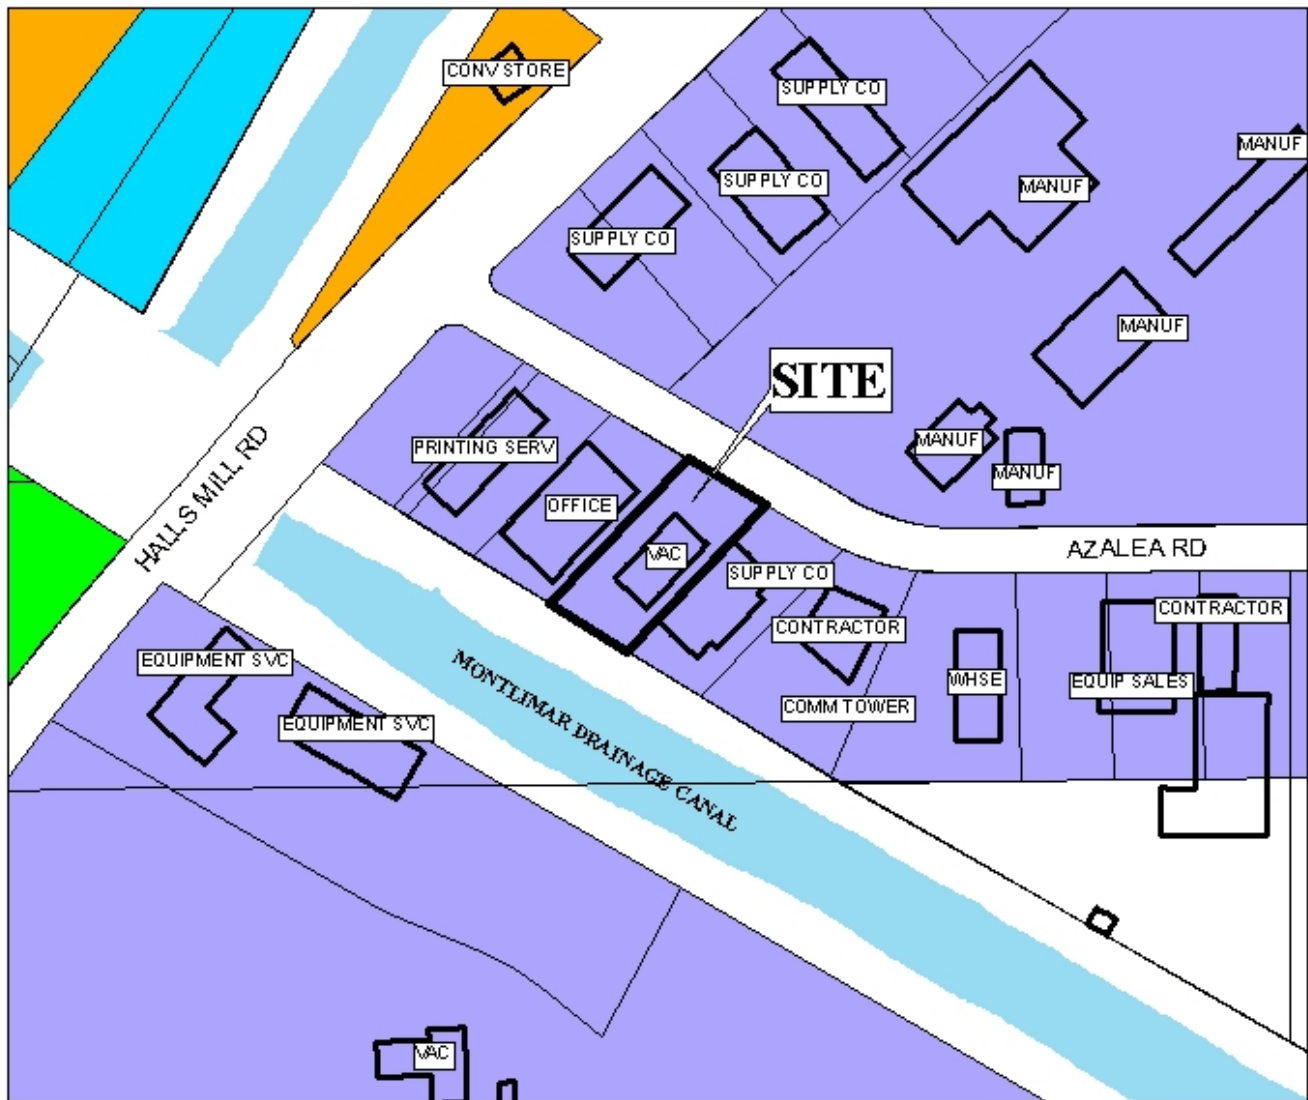 CONV STORE
SUPPLY CO
MANUF
SUPPLY CO
MANUF
SUPPLY CO
MANUF
SITE
PRINTING SERV
MANUF
MANUF
OFFICE
HALLS MILL RD
VAC
AZALEA RD
SUPPLY CO
CONTRACTOR
CONTRACTOR
EQUIPMENT SVC
WHSE
EQUIP SALES
COMM TOWER
EQUIPMENT SVC
MONTLIMAR DRAINAGE CANAL
VAC